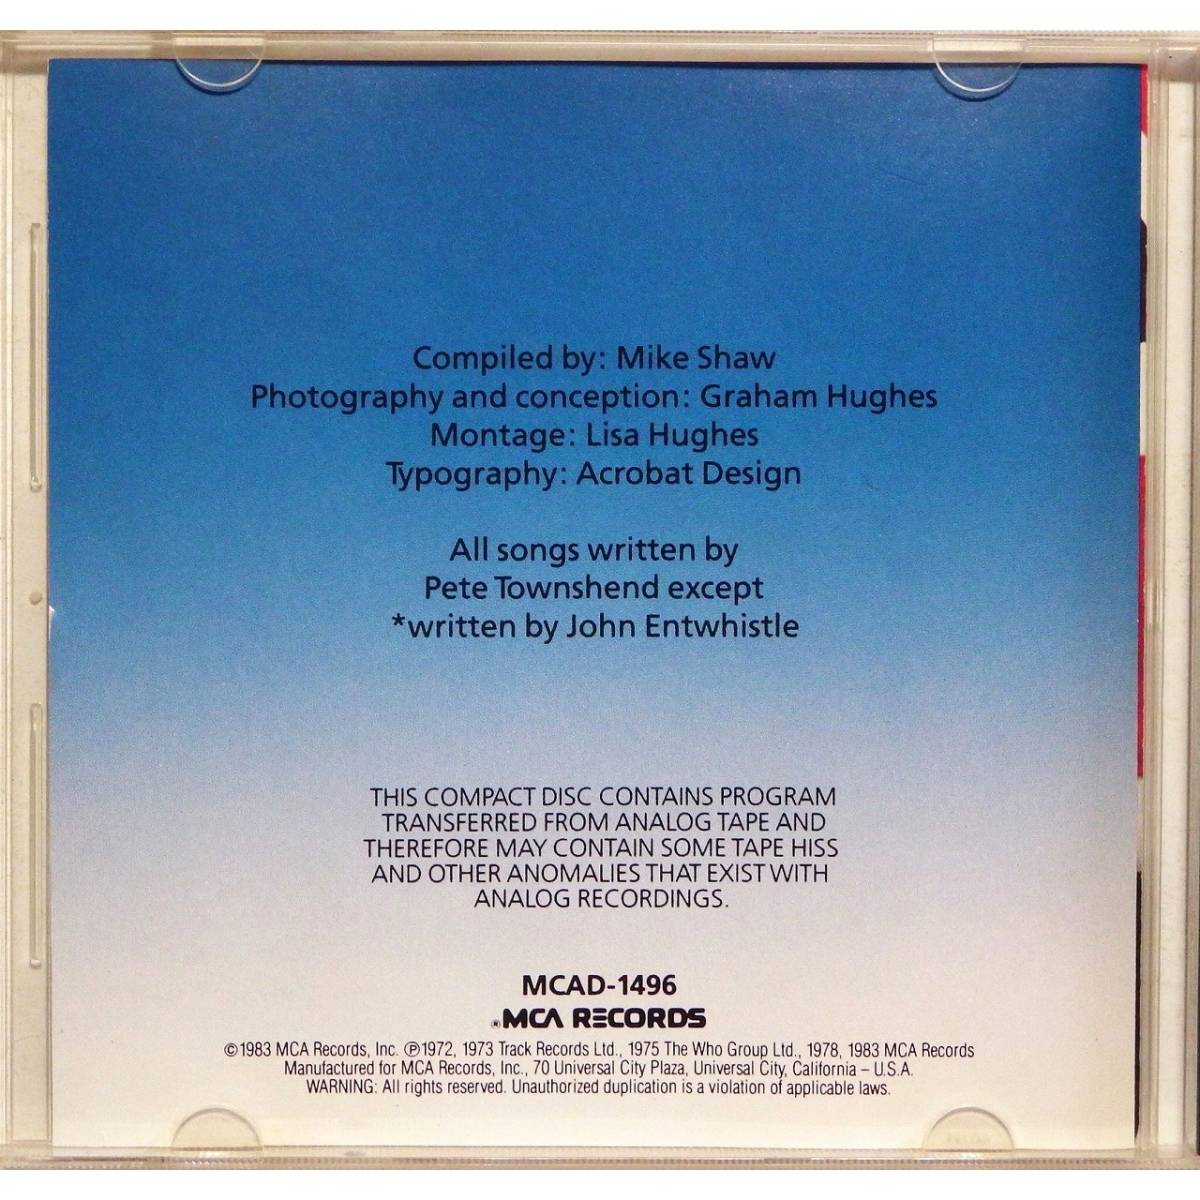 Compiled by: Mike Shaw
Photography and conception: Graham Hughes
Montage: Lisa Hughes
Typography: Acrobat Design
All songs written by
Pete Townshend except
*written by John Entwhistle
THIS COMPACT DISC CONTAINS PROGRAM
TRANSFERRED FROM ANALOG TAPE AND
THEREFORE MAY CONTAIN SOME TAPE HISS
AND OTHER ANOMALIES THAT EXIST WITH
ANALOG RECORDINGS.
MCAD-1496
®MCA RECORDS
©1983 MCA Records, Inc. ℗1972, 1973 Track Records Ltd., 1975 The Who Group Ltd., 1978, 1983 MCA Records
Manufactured for MCA Records, Inc., 70 Universal City Plaza, Universal City, California – U.S.A.
WARNING: All rights reserved. Unauthorized duplication is a violation of applicable laws.